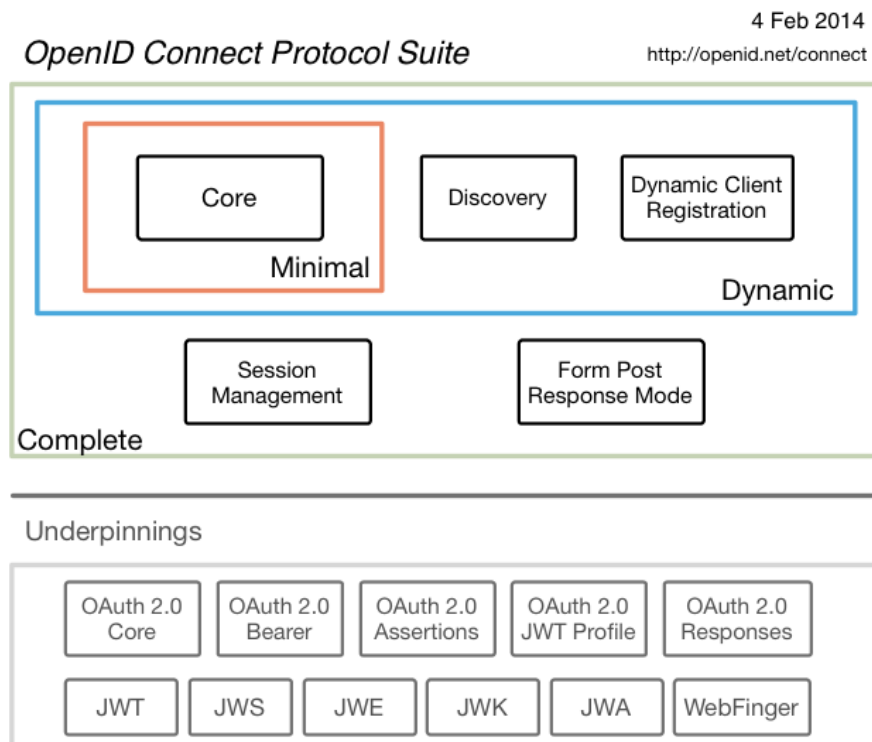 4 Feb 2014
OpenID Connect Protocol Suite
http://openid.net/connect
Core
Discovery
Dynamic Client
Registration
Minimal
Dynamic
Session
Management
Form Post
Response Mode
Complete
Underpinnings
OAuth 2.0
Core
OAuth 2.0
Bearer
OAuth 2.0
Assertions
OAuth 2.0
JWT Profile
OAuth 2.0
Responses
JWT
JWS
JWE
JWK
JWA
WebFinger